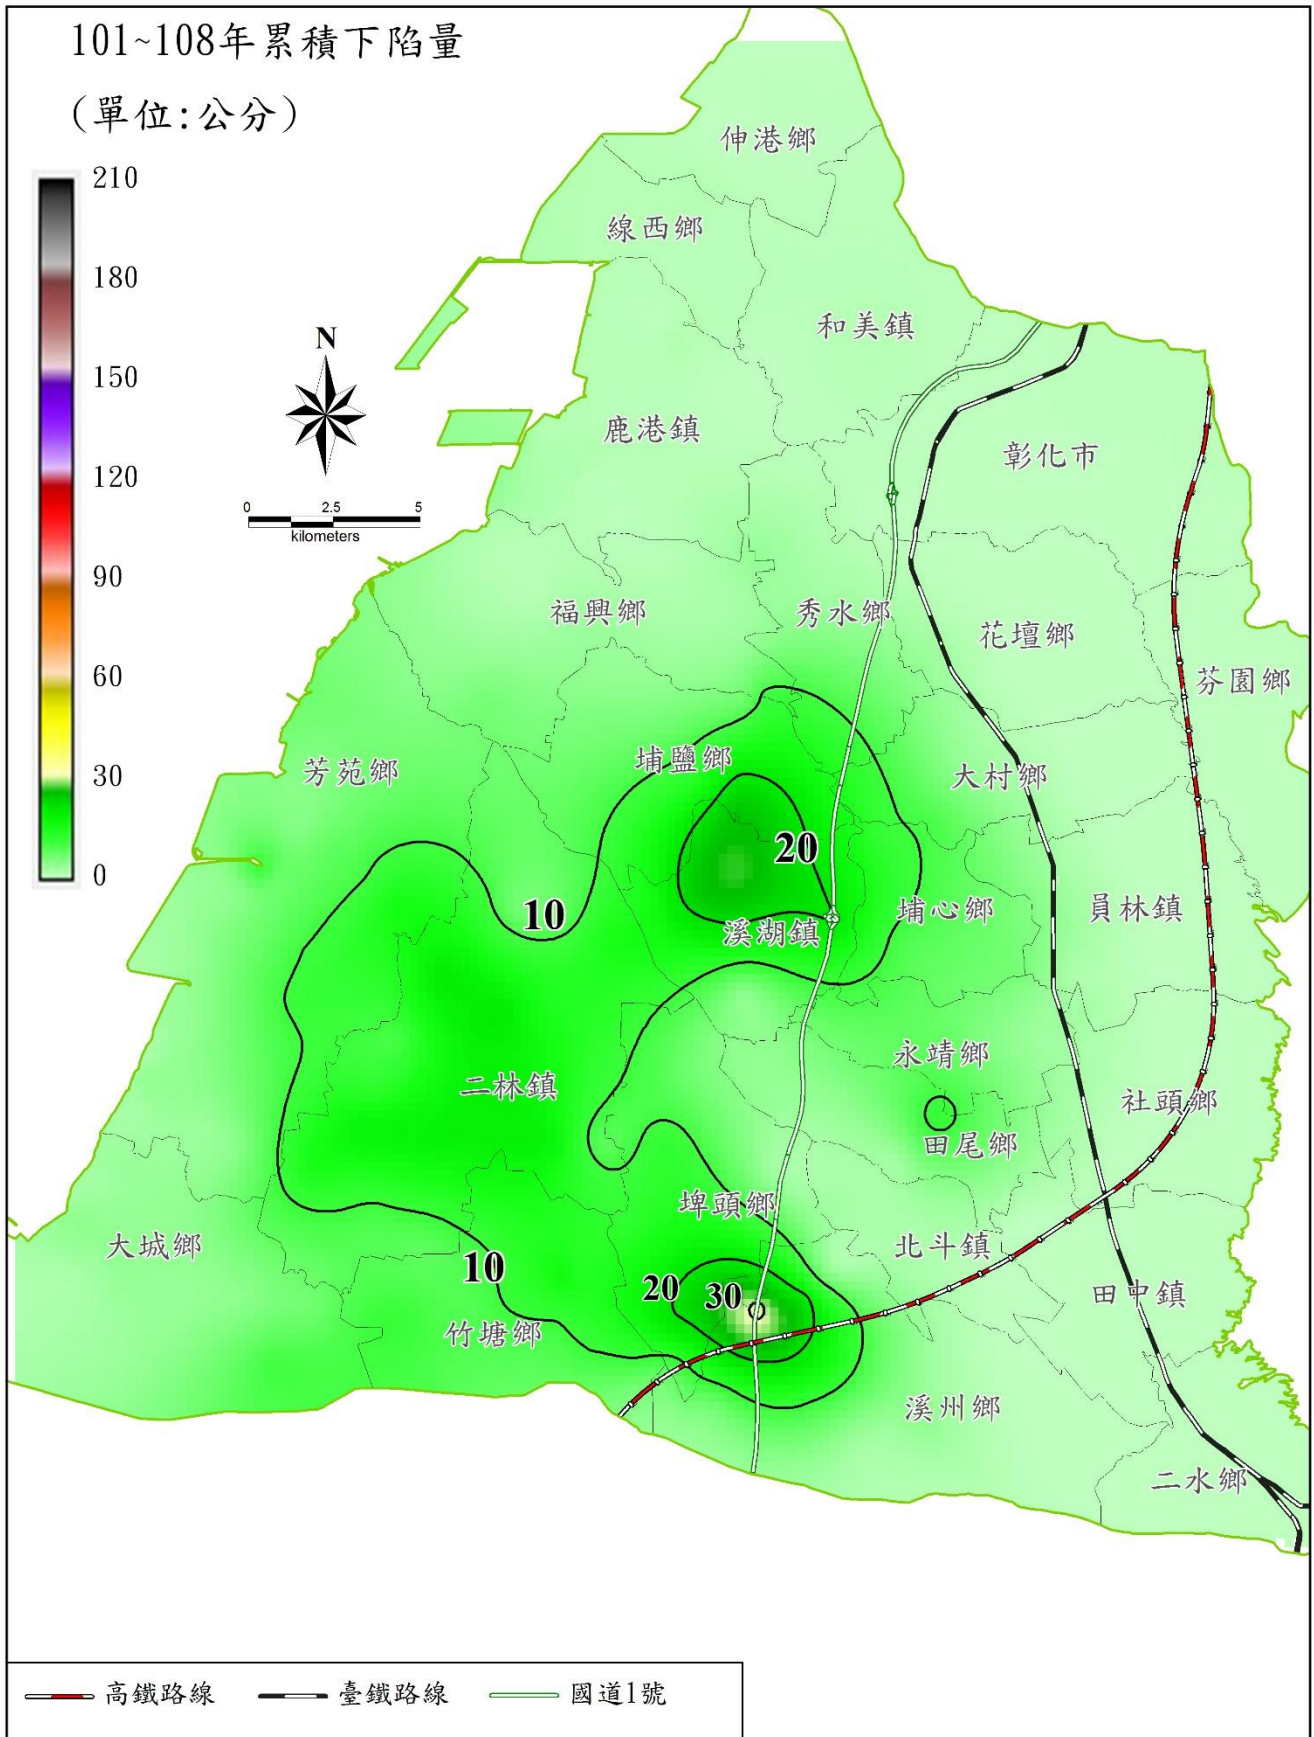 101~108年累積下陷量
(單位:公分)
210
180
150
120
90
60
30
0
N
0 2.5 5
kilometers
伸港鄉
線西鄉
和美鎮
鹿港鎮
彰化市
福興鄉
秀水鄉
花壇鄉
芬園鄉
芳苑鄉
埔鹽鄉
大村鄉
20
10
溪湖鎮
埔心鄉
員林鎮
永靖鄉
二林鎮
社頭鄉
田尾鄉
埤頭鄉
大城鄉
北斗鎮
10
20
30
田中鎮
竹塘鄉
溪州鄉
二水鄉
高鐵路線 臺鐵路線 國道1號